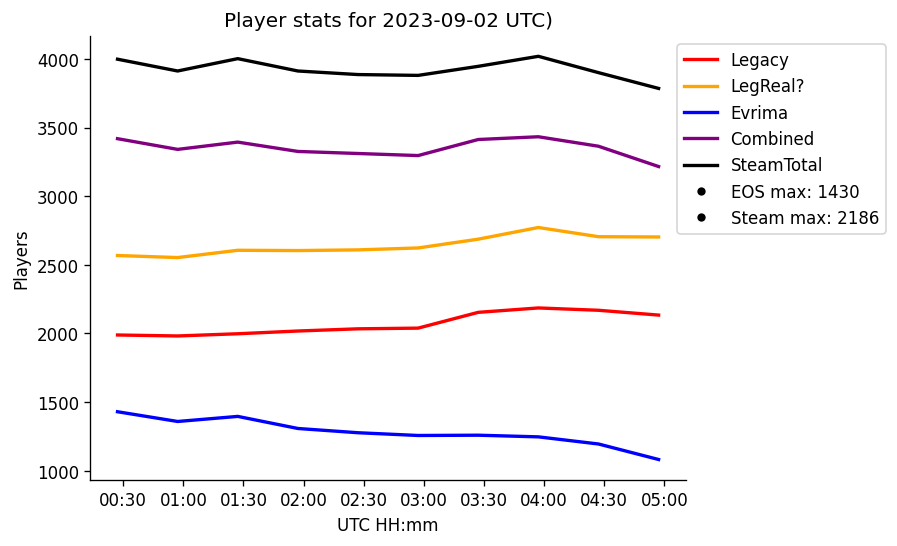 Player stats for 2023-09-02 UTC)
Legacy
LegReal?
Evrima
Combined
SteamTotal
EOS max: 1430
Steam max: 2186
Players
4000
3500
3000
2500
2000
1500
1000
00:30 01:00 01:30 02:00 02:30 03:00 03:30 04:00 04:30 05:00
UTC HH:mm